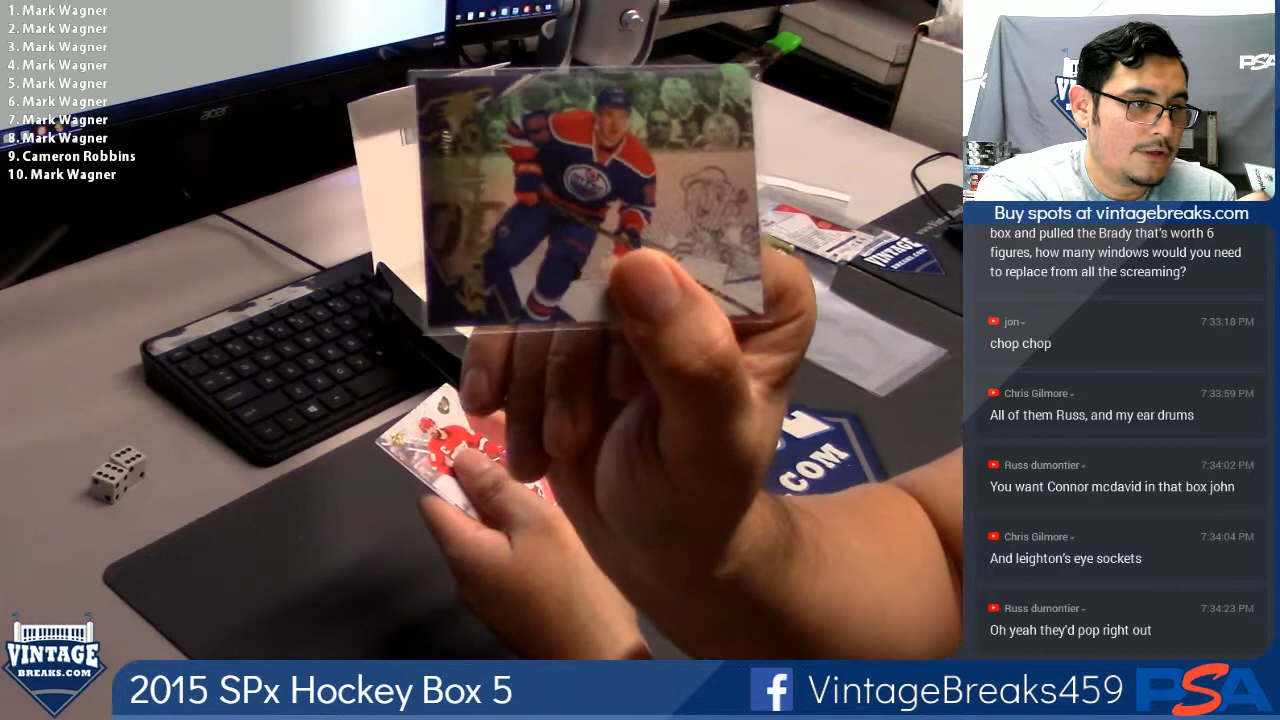 1. Mark Wagner
2. Mark Wagner
3. Mark Wagner
4. Mark Wagner
5. Mark Wagner
6. Mark Wagner
7. Mark Wagner
8. Mark Wagner
9. Cameron Robbins
10. Mark Wagner
acer
PSA
Buy spots at vintagebreaks.com
box and pulled the Brady that's worth 6
figures, how many windows would you need
to replace from all the screaming?
jon
7:33:18 PM
chop chop
Chris Gilmore
7:33:59 PM
All of them Russ, and my ear drums
Russ dumontier
7:34:02 PM
You want Connor mcdavid in that box john
Chris Gilmore
7:34:04 PM
And leighton's eye sockets
Russ dumontier
7:34:23 PM
Oh yeah they'd pop right out
OILERS
VINTAGE
.COM
VINTAGE
BREAKS.COM
2015 SPx Hockey Box 5
f VintageBreaks459
PSA